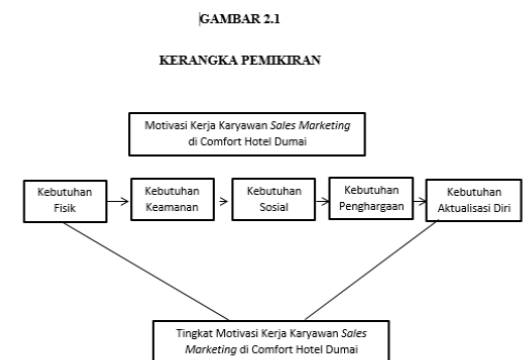 GAMBAR 2.1
KERANGKA PEMIKIRAN
Motivasi Kerja Karyawan Sales Marketing
di Comfort Hotel Dumai
Kebutuhan
Fisik
Kebutuhan
Keamanan
Kebutuhan
Sosial
Kebutuhan
Penghargaan
Kebutuhan
Aktualisasi Diri
Tingkat Motivasi Kerja Karyawan Sales
Marketing di Comfort Hotel Dumai